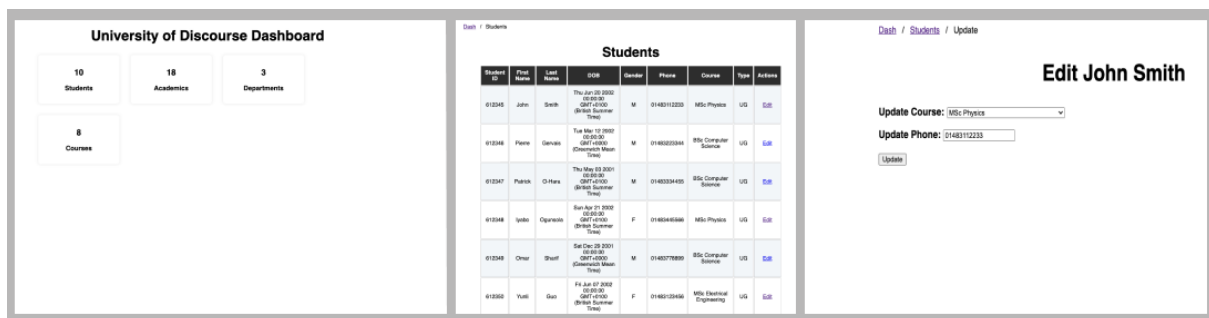 University of Discourse Dashboard
10
Students
18
Academics
3
Departments
8
Courses
Dash / Students
Students
Student ID First Name Last Name DOB Gender Phone Course Type Actions
612345 John Smith Thu Jun 20 2002 00:00:00 GMT+0100 (British Summer Time) M 01483112233 MSc Physics UG Edit
612346 Pierre Gervais Tue Mar 12 2002 00:00:00 GMT+0000 (Greenwich Mean Time) M 01483223344 BSc Computer Science UG Edit
612347 Patrick O-Hara Thu May 03 2001 00:00:00 GMT+0100 (British Summer Time) M 01483334455 BSc Computer Science UG Edit
612348 Iyabo Ogunsola Sun Apr 21 2002 00:00:00 GMT+0100 (British Summer Time) F 01483445566 MSc Physics UG Edit
612349 Omar Sharif Sat Dec 29 2001 00:00:00 GMT+0000 (Greenwich Mean Time) M 01483778899 BSc Computer Science UG Edit
612350 Yunli Guo Fri Jun 07 2002 00:00:00 GMT+0100 (British Summer Time) F 01483123456 MSc Electrical Engineering UG Edit
Dash / Students / Update
Edit John Smith
Update Course: MSc Physics
Update Phone: 01483112233
Update